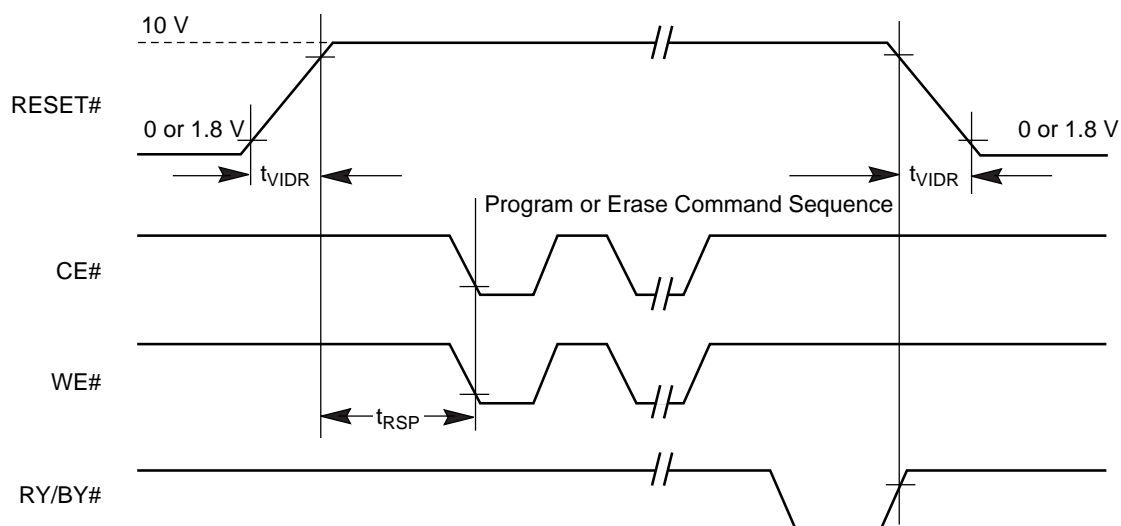 10 V
RESET#
0 or 1.8 V
0 or 1.8 V
tVIDR
tVIDR
Program or Erase Command Sequence
CE#
WE#
tRSP
RY/BY#